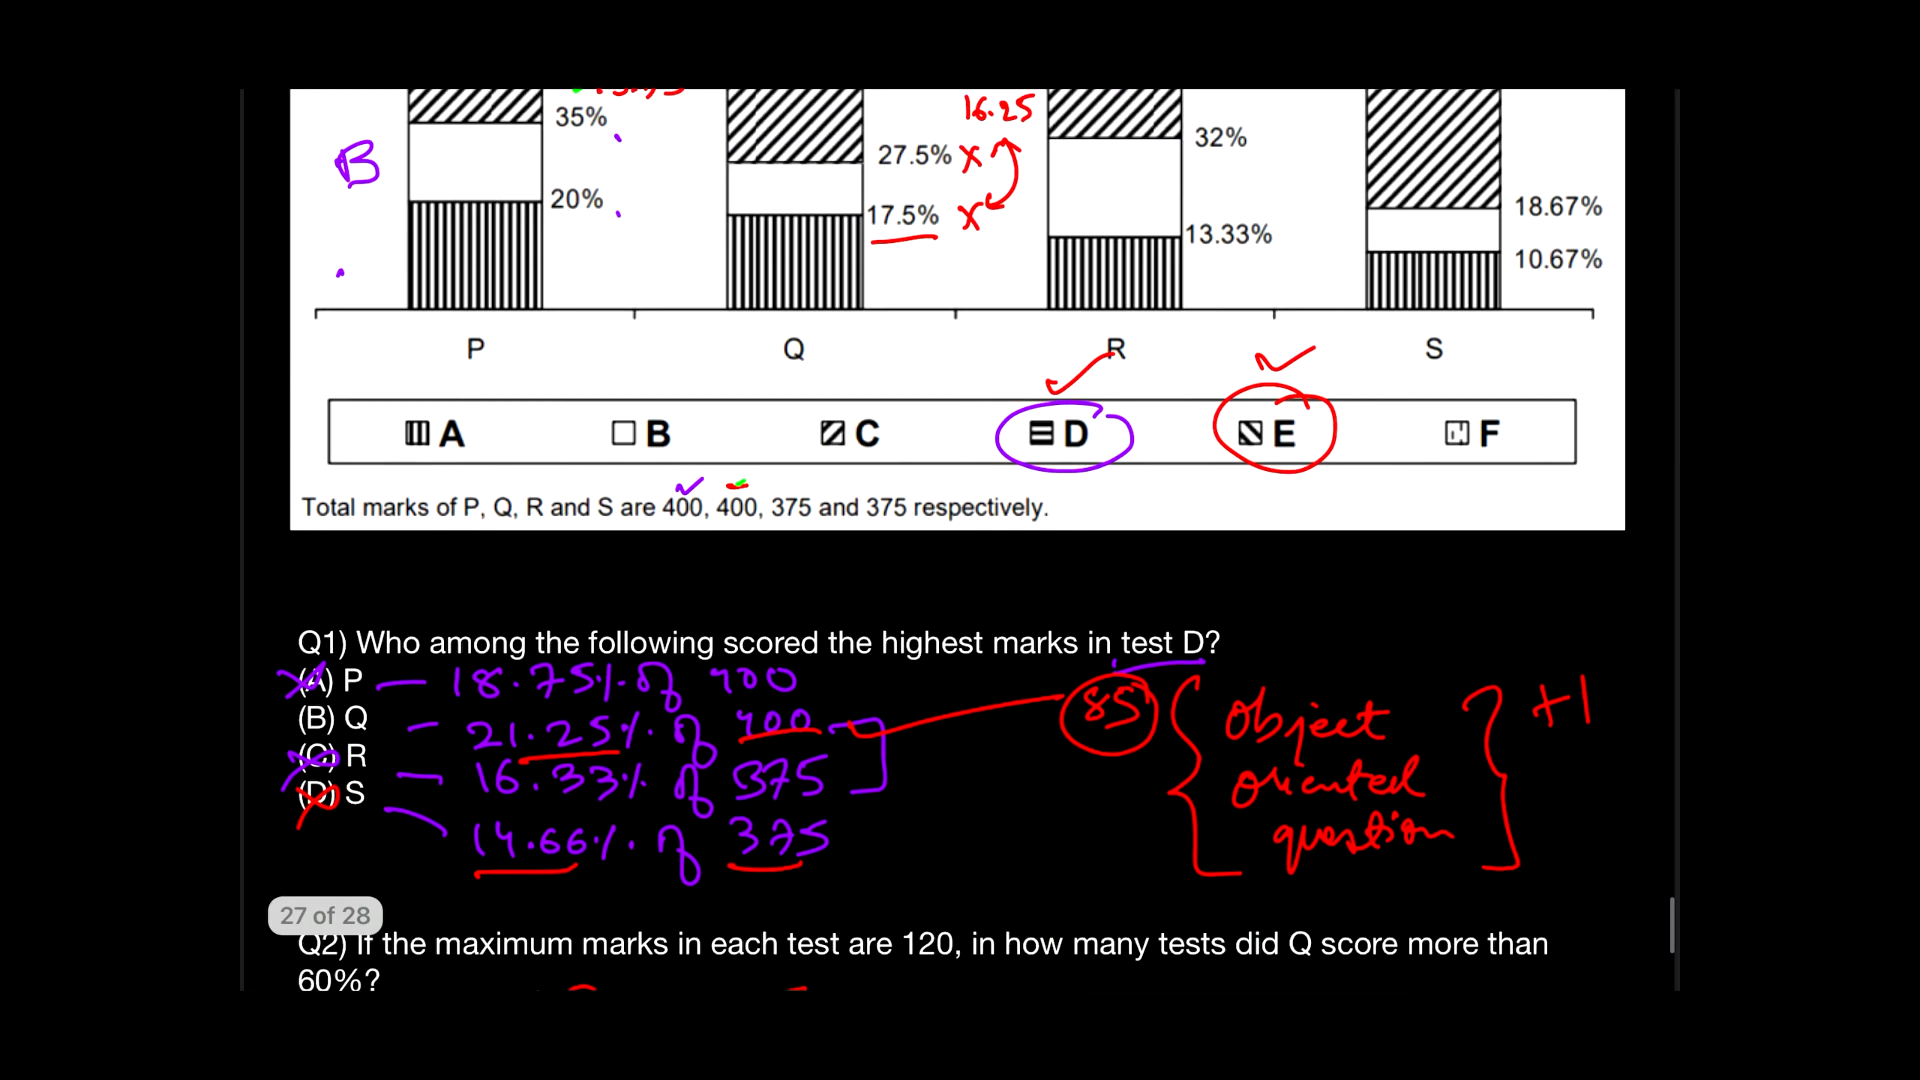 16.25
35%
B
27.5% x
32%
20%
17.5% x
18.67%
13.33%
10.67%
P Q R S
A B C D E F
Total marks of P, Q, R and S are 400, 400, 375 and 375 respectively.
Q1) Who among the following scored the highest marks in test D?
(A) P — 18.75% of 400
(B) Q – 21.25% of 400
(C) R — 16.33% of 375
(D) S 14.66% of 375
85 { object oriented question } +1
27 of 28
Q2) If the maximum marks in each test are 120, in how many tests did Q score more than
60%?